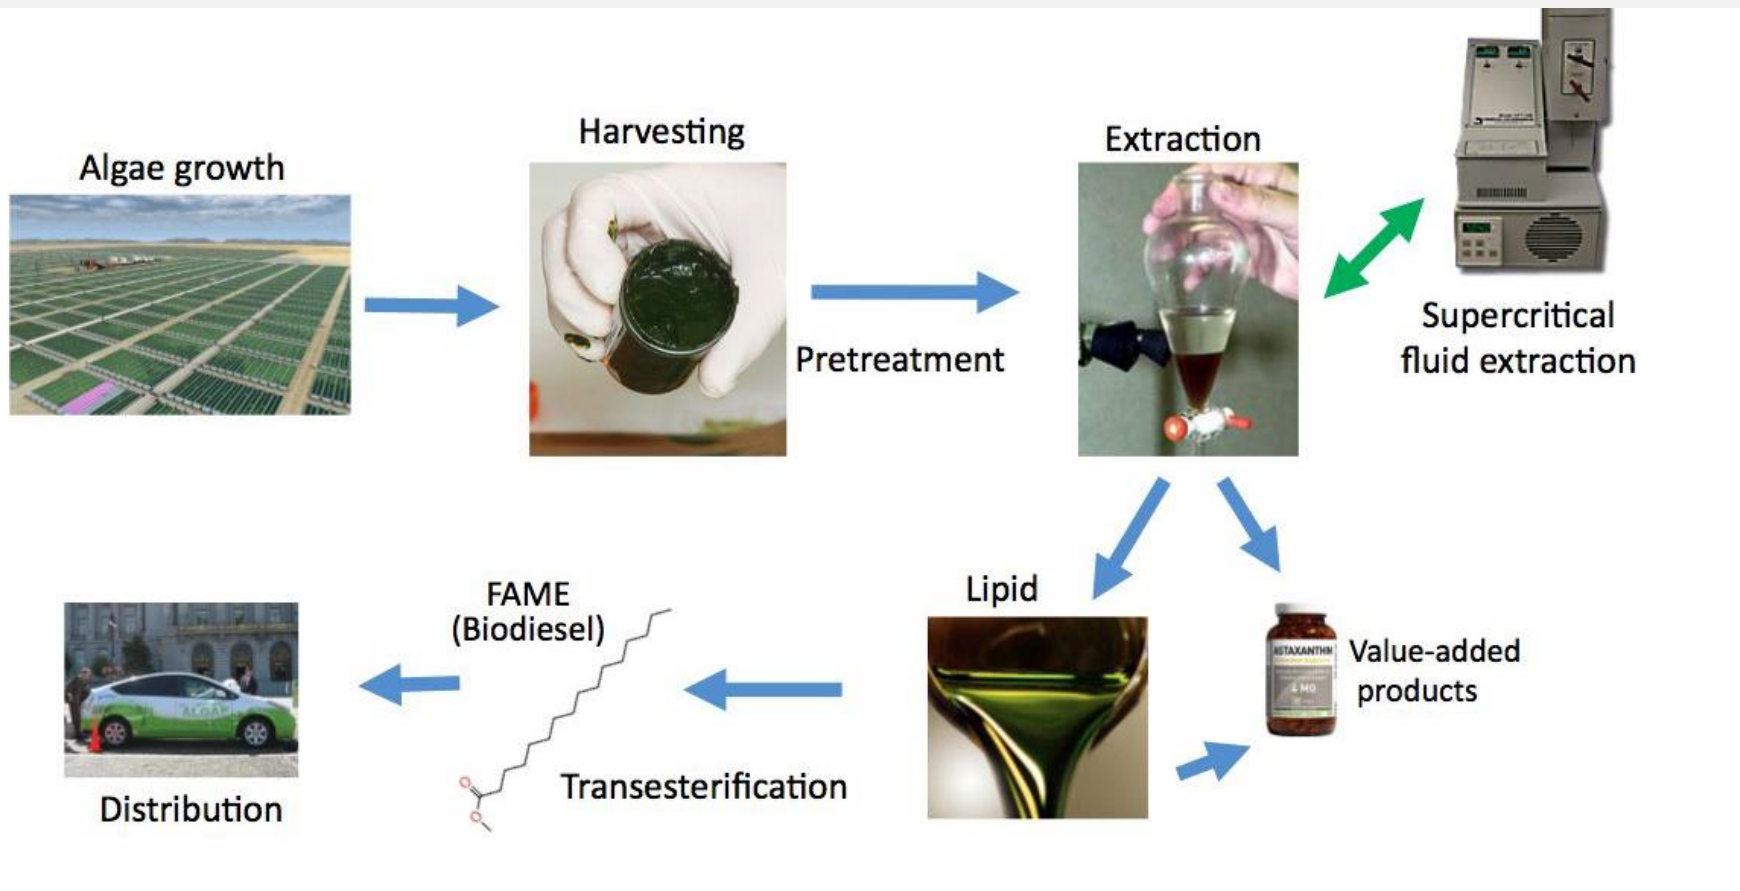 Algae growth
Harvesting
Extraction
Pretreatment
Supercritical
fluid extraction
Lipid
ASTAXANTHIN
4 MG
Value-added
products
FAME
(Biodiesel)
O
O
Transesterification
ALGAE
Distribution